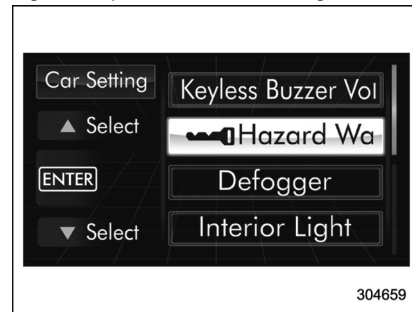 Car Setting
▲ Select
ENTER
▼ Select
Keyless Buzzer Vol
Hazard Wa
Defogger
Interior Light
304659